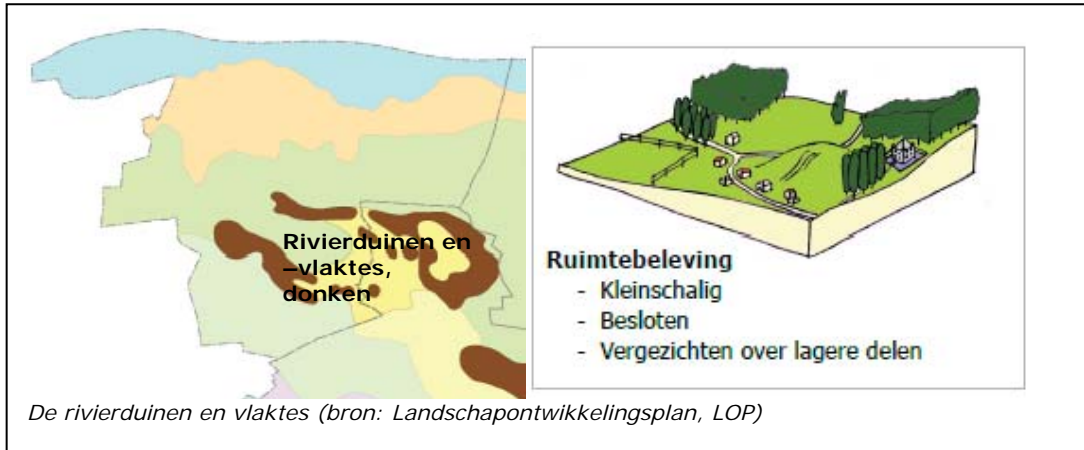 Rivierduinen en
–vlaktes,
donken
Ruimtebeleving
- Kleinschalig
- Besloten
- Vergezichten over lagere delen
De rivierduinen en vlaktes (bron: Landschapontwikkelingsplan, LOP)